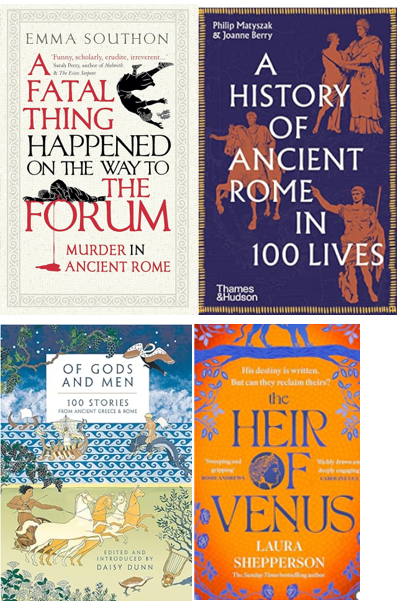 EMMA SOUTHON
'Funny, scholarly, erudite, irreverent...'
Sarah Perry, author of Melmoth
& The Essex Serpent
A
FATAL
THING
HAPPENED
ON THE WAY TO
THE
FORUM
MURDER IN
ANCIENT ROME
Philip Matyszak
& Joanne Berry
A
HISTORY
OF
ANCIENT
ROME
IN
100 LIVES
Thames
&Hudson
OF GODS
AND MEN
100 STORIES
FROM ANCIENT GREECE & ROME
EDITED AND
INTRODUCED BY
DAISY DUNN
His destiny is written.
But can they reclaim theirs?
the
HEIR
OF
VENUS
'Sweeping and
gripping'
ROSIE ANDREWS
'Richly drawn and
deeply engaging'
CAROLINE LEA
LAURA
SHEPPERSON
The Sunday Times bestselling author